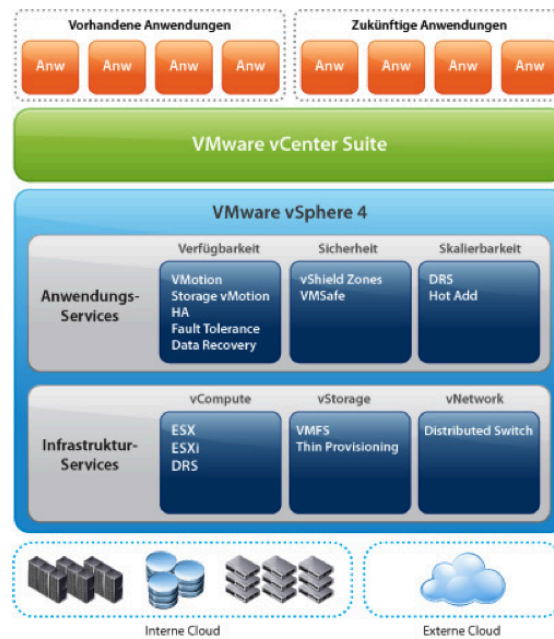 Vorhandene Anwendungen
Zukünftige Anwendungen
Anw Anw Anw Anw
Anw Anw Anw Anw
VMware vCenter Suite
VMware vSphere 4
Anwendungs-
Services
Verfügbarkeit
VMotion
Storage vMotion
HA
Fault Tolerance
Data Recovery
Sicherheit
vShield Zones
VMSafe
Skalierbarkeit
DRS
Hot Add
Infrastruktur-
Services
vCompute
ESX
ESXi
DRS
vStorage
VMFS
Thin Provisioning
vNetwork
Distributed Switch
Interne Cloud
Externe Cloud